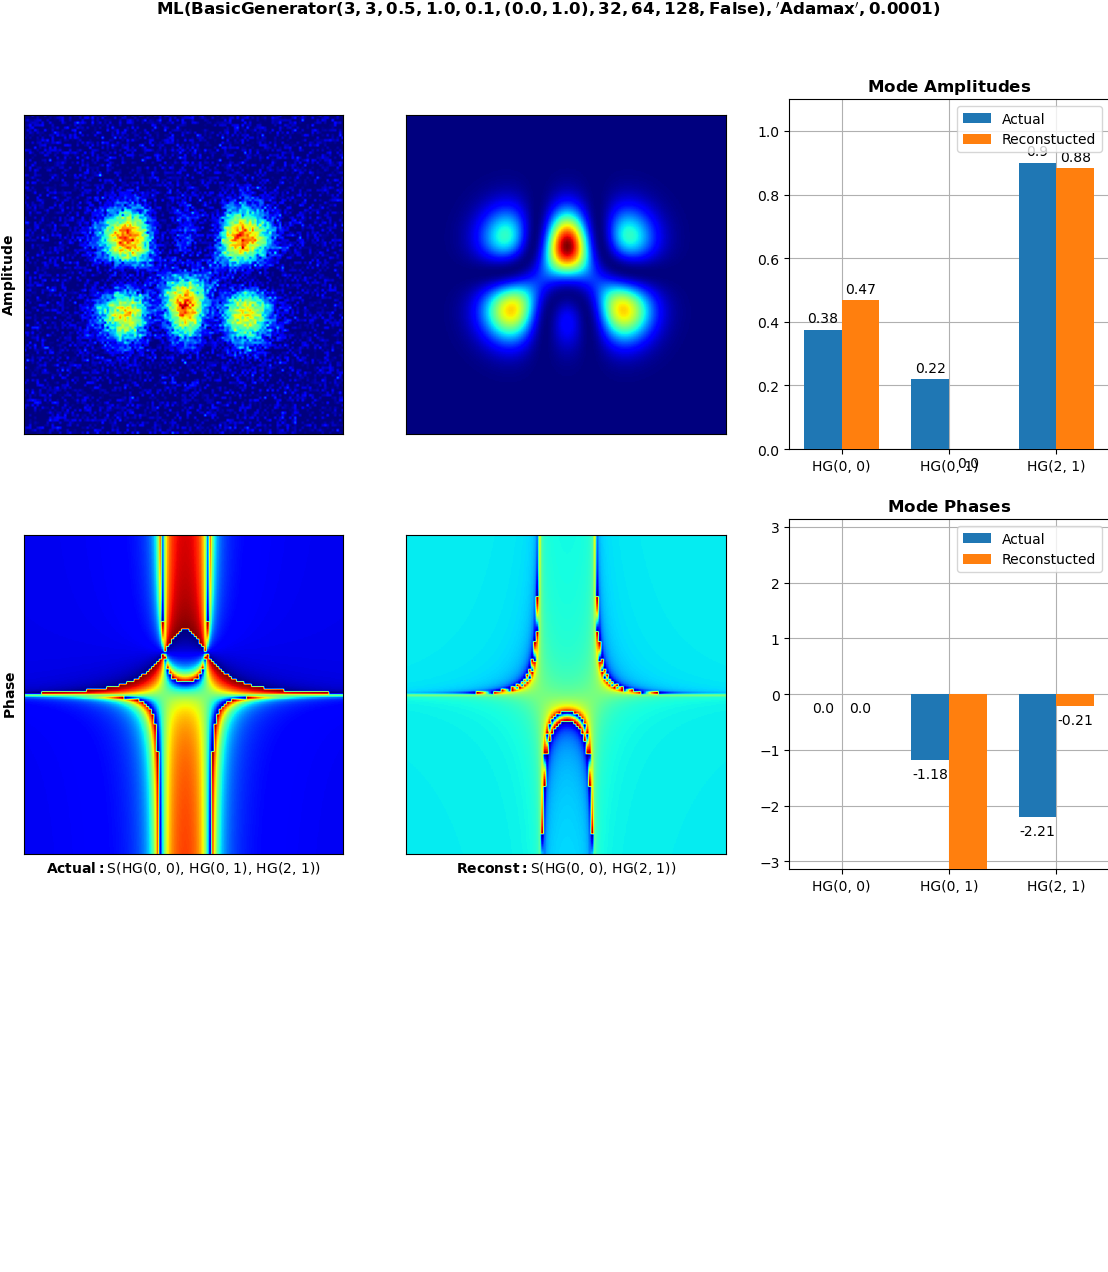 ML(BasicGenerator(3, 3, 0.5, 1.0, 0.1, (0.0, 1.0), 32, 64, 128, False), ′Adamax′, 0.0001)
Amplitude
Mode Amplitudes
Actual
Reconstucted
1.0
0.8
0.6
0.4
0.2
0.0
0.38
0.47
0.22
0.0
0.9
0.88
HG(0, 0)
HG(0, 1)
HG(2, 1)
Phase
Actual: S(HG(0, 0), HG(0, 1), HG(2, 1))
Reconst: S(HG(0, 0), HG(2, 1))
Mode Phases
Actual
Reconstucted
3
2
1
0
−1
−2
−3
0.0
0.0
-1.18
-2.21
-0.21
HG(0, 0)
HG(0, 1)
HG(2, 1)